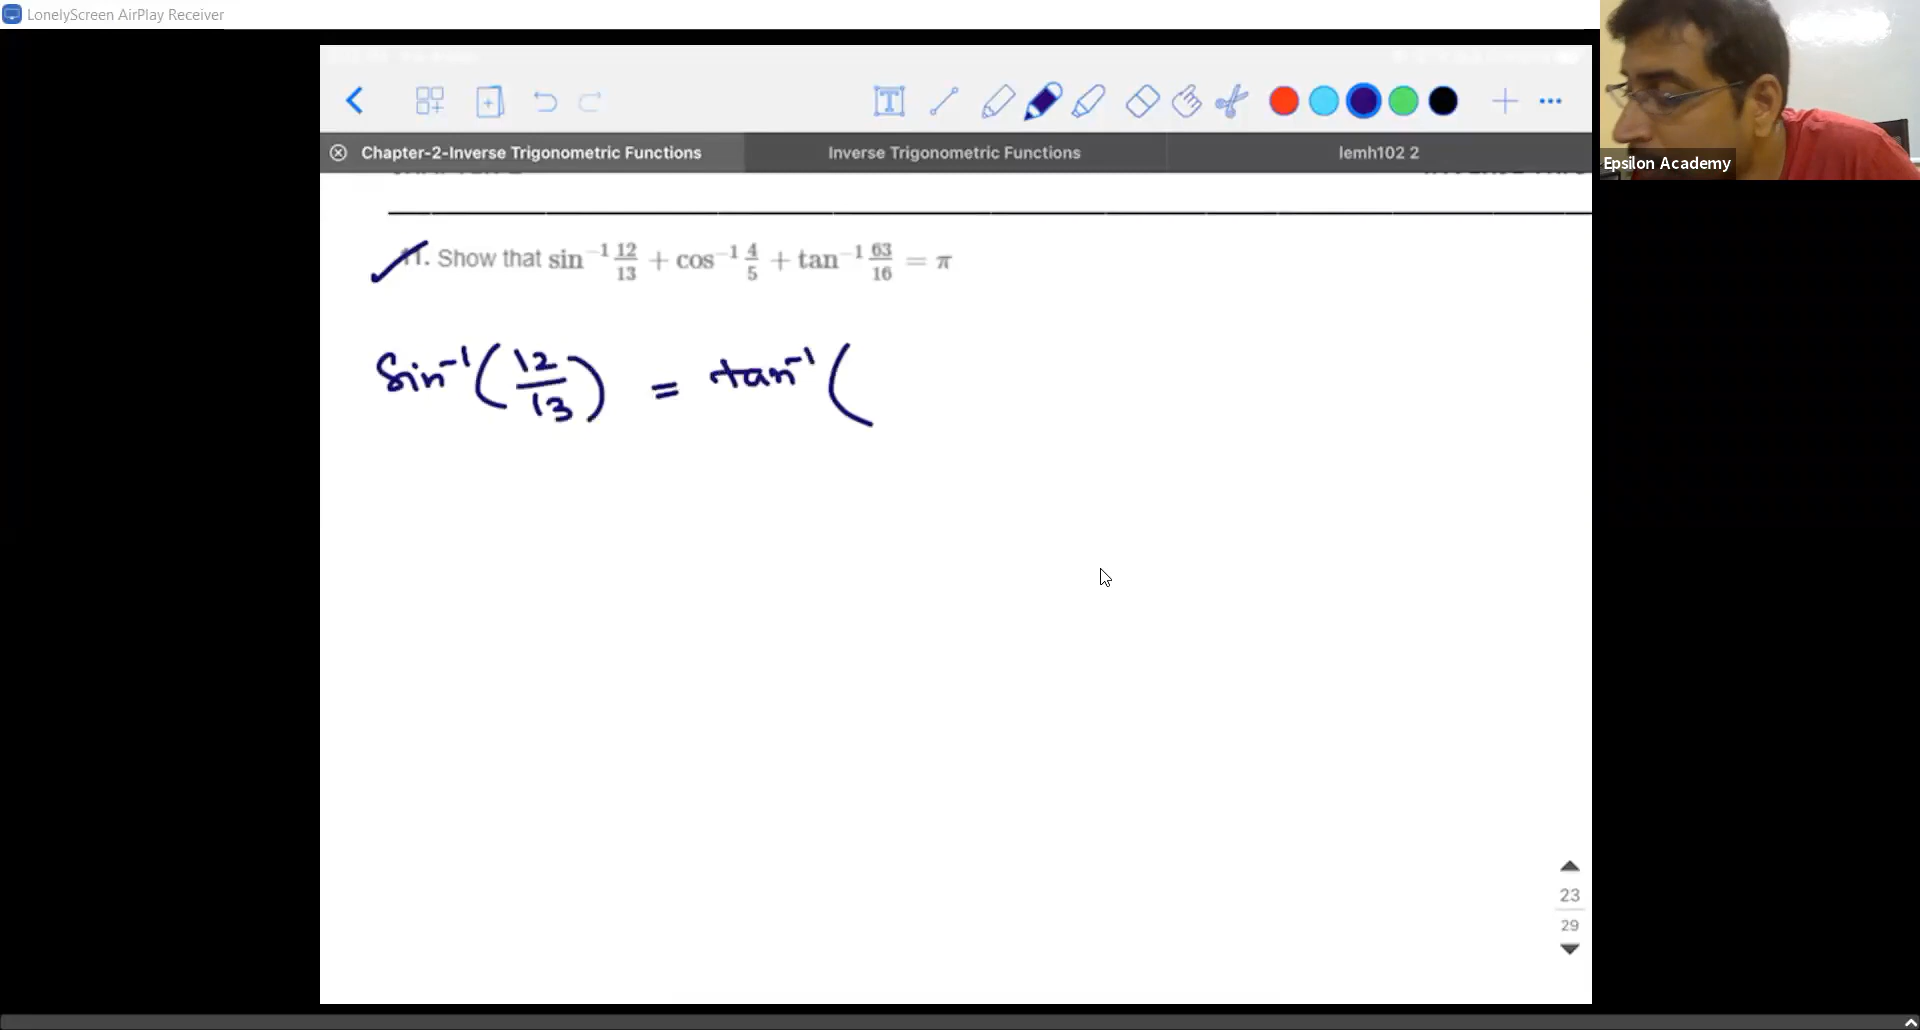 LonelyScreen AirPlay Receiver
T
Chapter-2-Inverse Trigonometric Functions
Inverse Trigonometric Functions
lemh102 2
Epsilon Academy
11. Show that sin⁻¹ 12/13 + cos⁻¹ 4/5 + tan⁻¹ 63/16 = π
Sin⁻¹(12/13) = tan⁻¹(
23
29